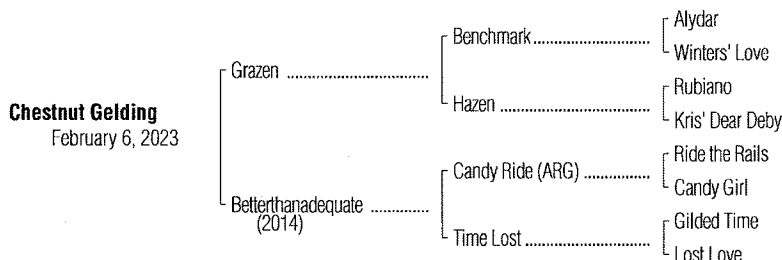 Alydar
Benchmark
Winters' Love
Grazen
Rubiano
Hazen
Kris' Dear Deby
Chestnut Gelding
February 6, 2023
Ride the Rails
Candy Ride (ARG)
Candy Girl
Betterthanadequate
(2014)
Gilded Time
Time Lost
Lost Love